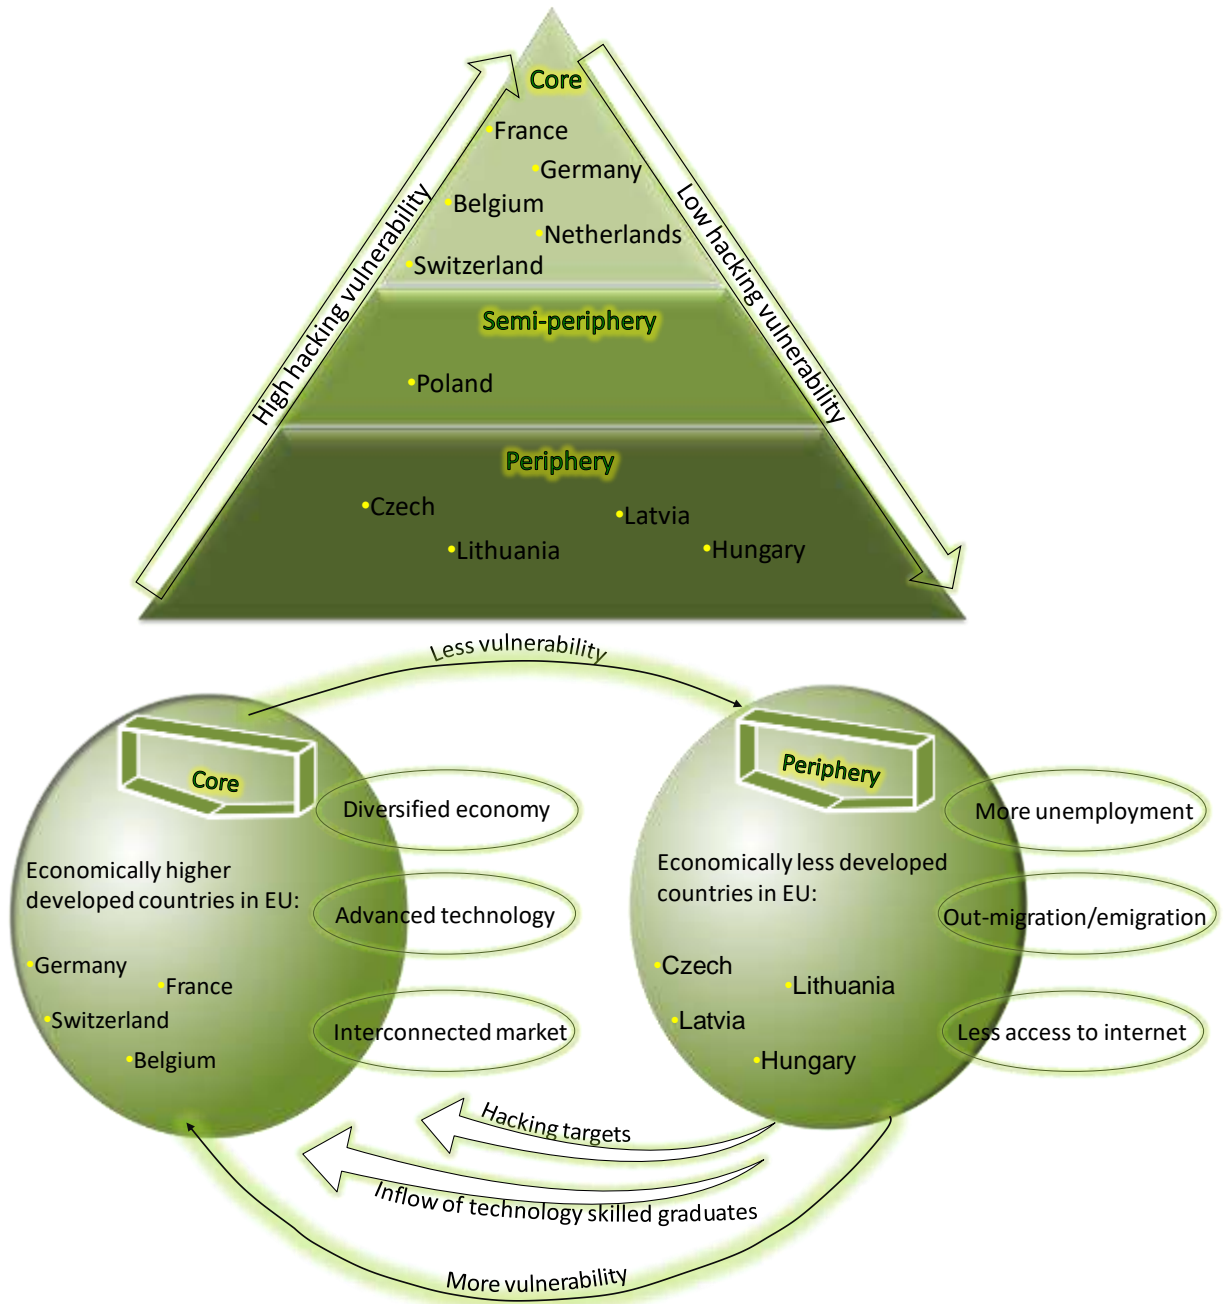 Core
•France
•Germany
•Belgium
•Netherlands
•Switzerland
High hacking vulnerability
Low hacking vulnerability
Semi-periphery
•Poland
Periphery
•Czech
•Latvia
•Lithuania
•Hungary
Less vulnerability
Core
Diversified economy
Economically higher
developed countries in EU:
Advanced technology
•Germany
•France
•Switzerland
•Belgium
Interconnected market
Periphery
More unemployment
Economically less developed
countries in EU:
Out-migration/emigration
•Czech
•Lithuania
•Latvia
•Hungary
Less access to internet
Hacking targets
Inflow of technology skilled graduates
More vulnerability